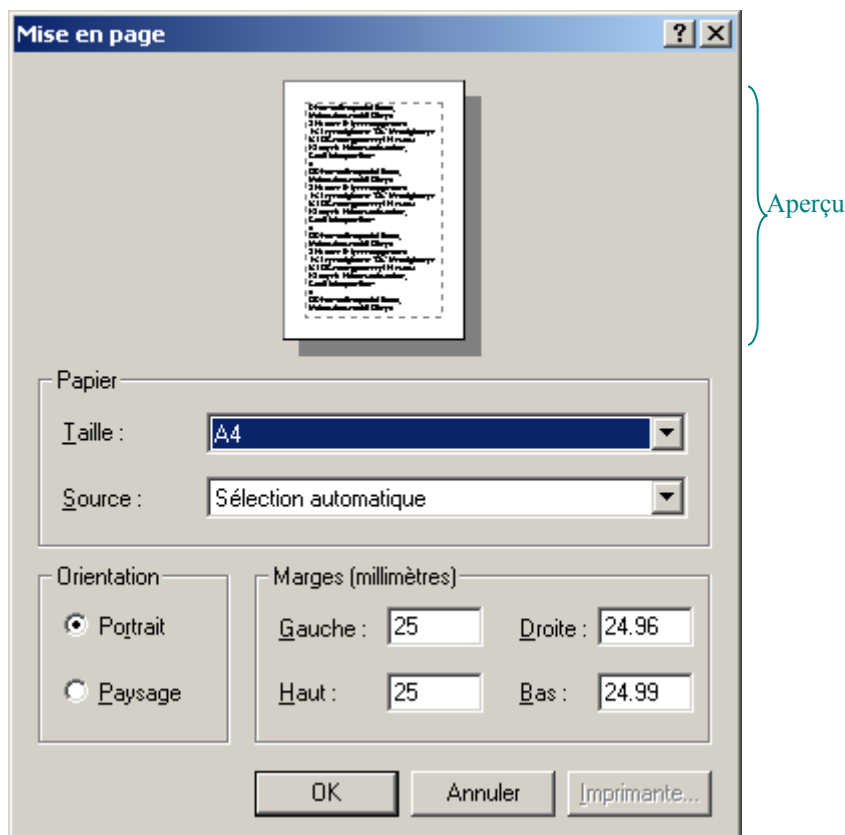 Mise en page
Aperçu
Papier
Taille :
A4
Source :
Sélection automatique
Orientation
Portrait
Paysage
Marges (millimètres)
Gauche : 25 Droite : 24.96
Haut : 25 Bas : 24.99
OK Annuler Imprimante...